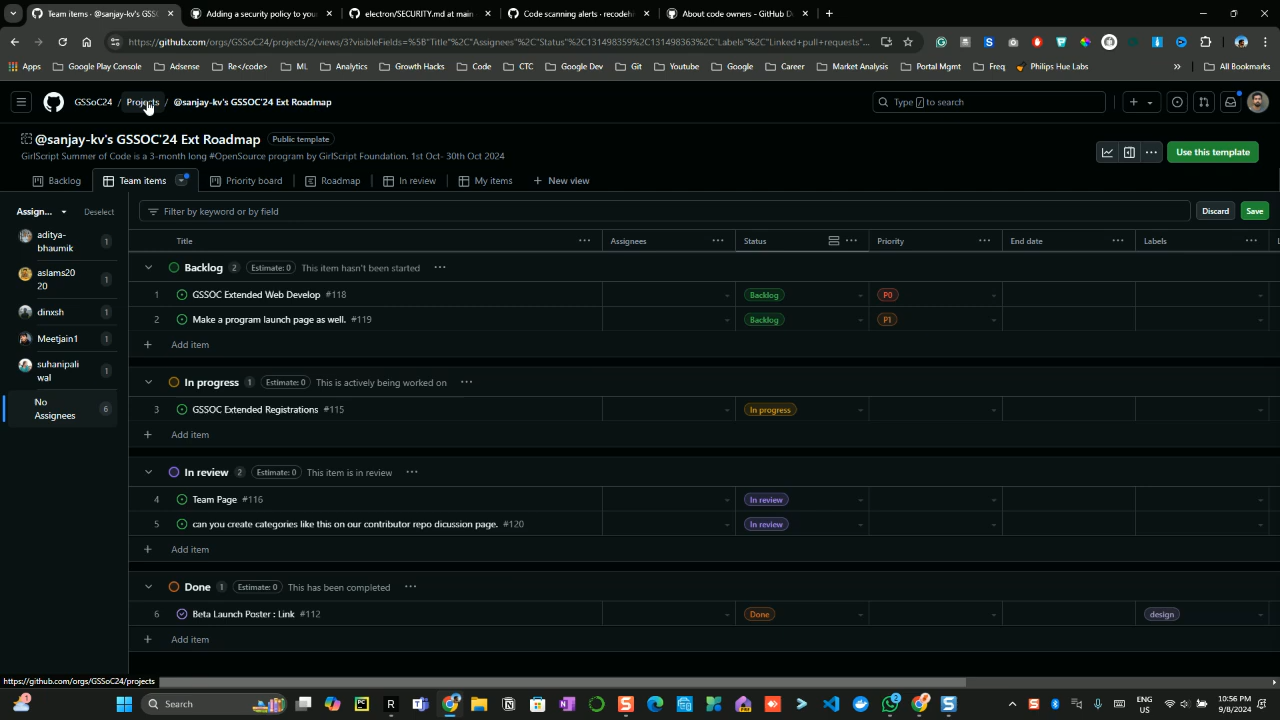 Team items · @sanjay-kv's GSSO
Adding a security policy to your
electron/SECURITY.md at main
Code scanning alerts · recodehi
About code owners - GitHub D
https://github.com/orgs/GSSoC24/projects/2/views/3?visibleFields=%5B"Title"%2C"Assignees"%2C"Status"%2C131498359%2C131498363%2C"Labels"%2C"Linked+pull+requests"...
Apps
Google Play Console
Adsense
Re</code>
ML
Analytics
Growth Hacks
Code
CTC
Google Dev
Git
Youtube
Google
Career
Market Analysis
Portal Mgmt
Freq
Philips Hue Labs
»
All Bookmarks
GSSoC24 / Projects / @sanjay-kv's GSSOC'24 Ext Roadmap
Type / to search
@sanjay-kv's GSSOC'24 Ext Roadmap Public template
GirlScript Summer of Code is a 3-month long #OpenSource program by GirlScript Foundation. 1st Oct- 30th Oct 2024
Use this template
Backlog
Team items
Priority board
Roadmap
In review
My items
+ New view
Assign...
Deselect
Filter by keyword or by field
Discard
Save
aditya-
bhaumik 1
aslams20
20 1
dinxsh 1
Meetjain1 1
suhanipali
wal 1
No
Assignees 6
Title ··· Assignees ··· Status ··· Priority ··· End date ··· Labels ···
Backlog 2 Estimate: 0 This item hasn't been started ···
1 GSSOC Extended Web Develop #118 Backlog P0
2 Make a program launch page as well. #119 Backlog P1
+ Add item
In progress 1 Estimate: 0 This is actively being worked on ···
3 GSSOC Extended Registrations #115 In progress
+ Add item
In review 2 Estimate: 0 This item is in review ···
4 Team Page #116 In review
5 can you create categories like this on our contributor repo dicussion page. #120 In review
+ Add item
Done 1 Estimate: 0 This has been completed ···
6 Beta Launch Poster : Link #112 Done design
+ Add item
https://github.com/orgs/GSSoC24/projects
Search
ENG
US
10:56 PM
9/8/2024